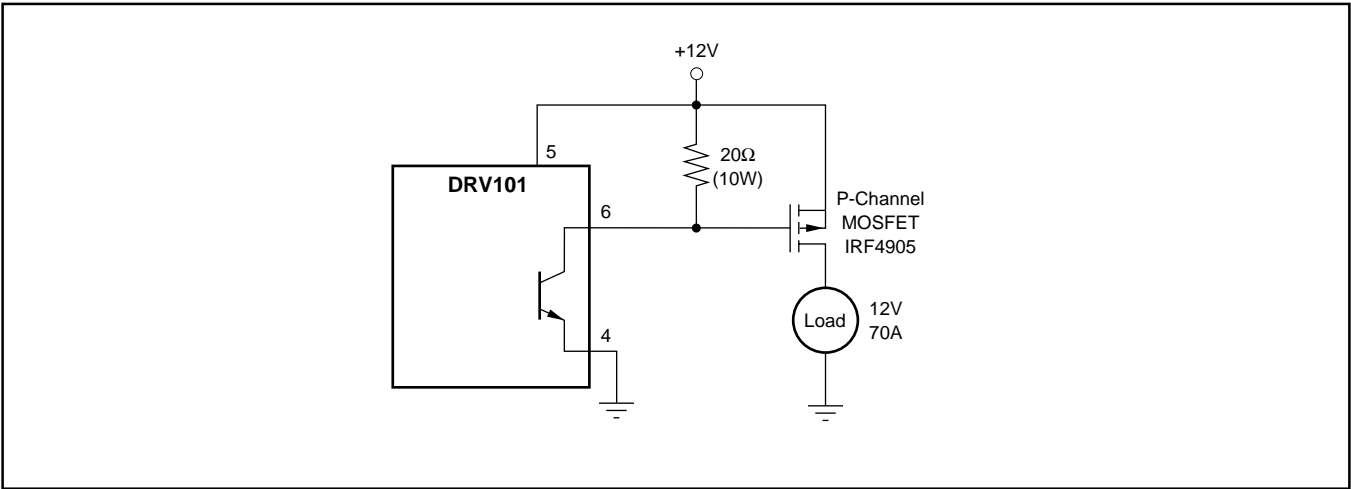 +12V
5
20Ω
(10W)
DRV101
P-Channel
MOSFET
IRF4905
6
Load
12V
70A
4